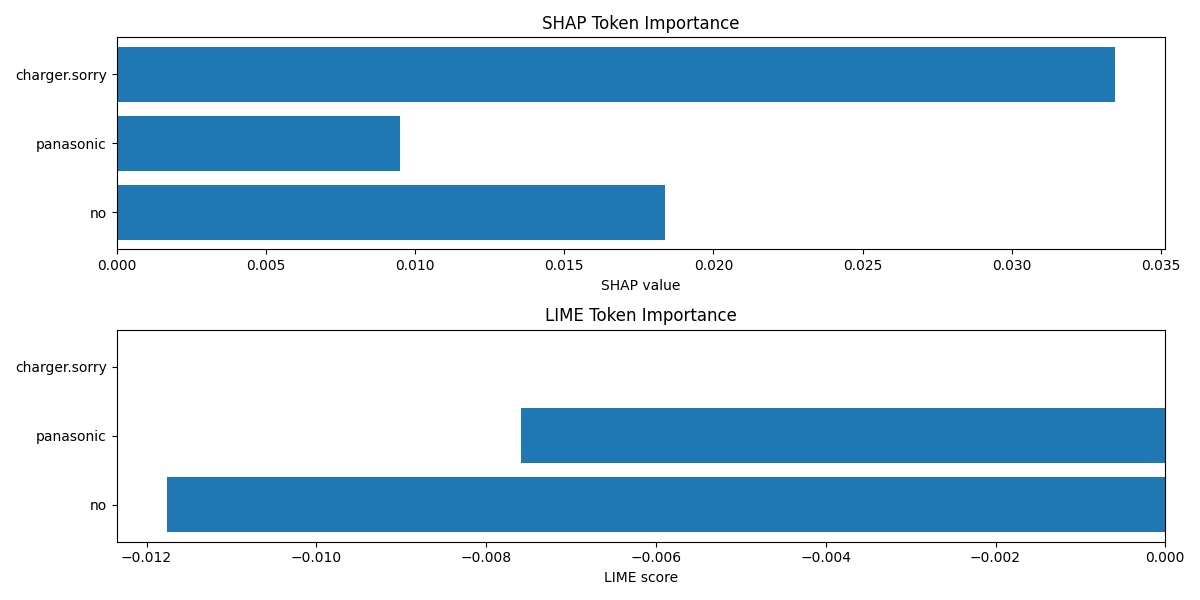 SHAP Token Importance
charger.sorry
panasonic
no
0.000 0.005 0.010 0.015 0.020 0.025 0.030 0.035
SHAP value
LIME Token Importance
charger.sorry
panasonic
no
−0.012 −0.010 −0.008 −0.006 −0.004 −0.002 0.000
LIME score